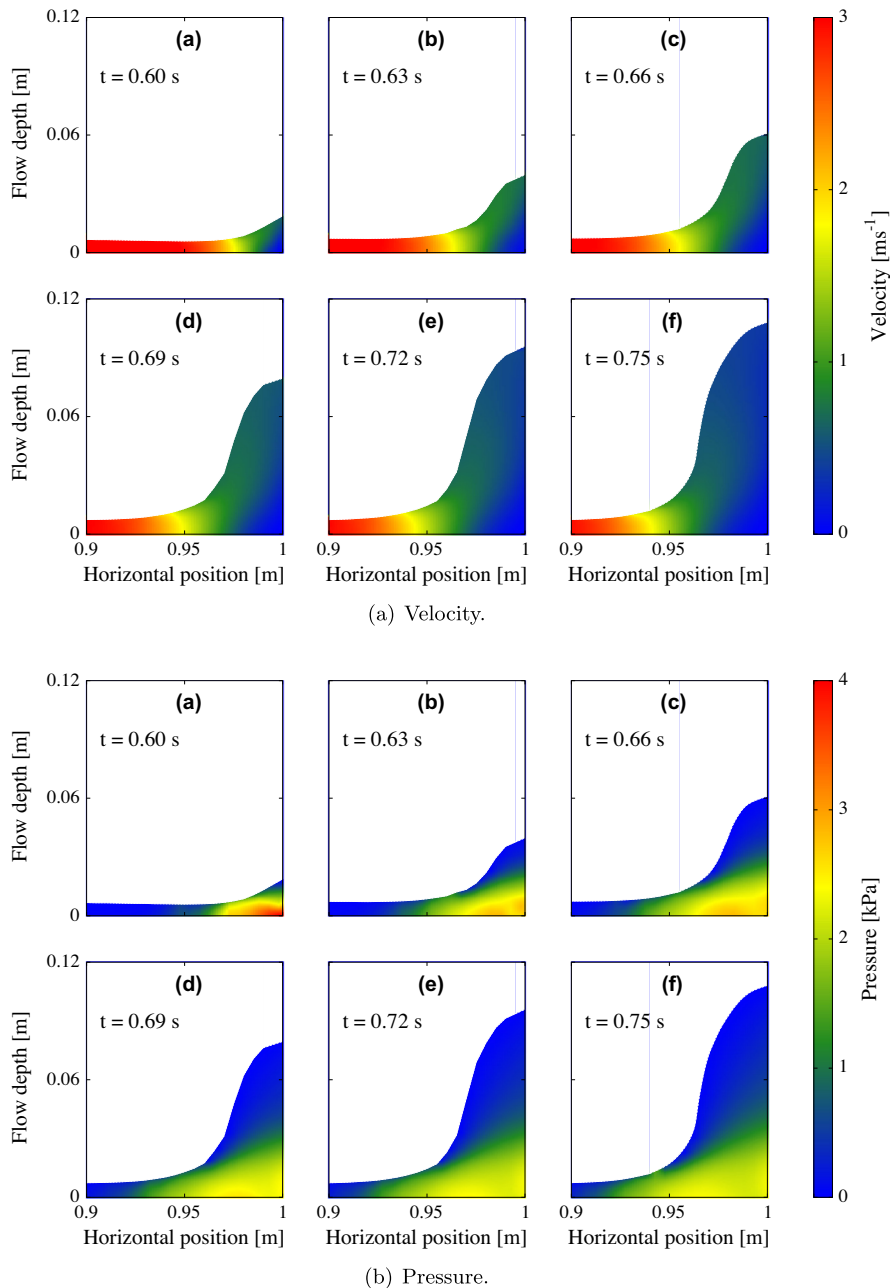 0.12
(a)
(b)
(c)
3
t = 0.60 s
t = 0.63 s
t = 0.66 s
Flow depth [m]
0.06
0
2
Velocity [ms⁻¹]
0.12
(d)
(e)
(f)
t = 0.69 s
t = 0.72 s
t = 0.75 s
1
Flow depth [m]
0.06
0
0
0.9 0.95 1
0.9 0.95 1
0.9 0.95 1
Horizontal position [m]
Horizontal position [m]
Horizontal position [m]
(a) Velocity.
0.12
(a)
(b)
(c)
4
t = 0.60 s
t = 0.63 s
t = 0.66 s
Flow depth [m]
0.06
3
0
2
Pressure [kPa]
0.12
(d)
(e)
(f)
t = 0.69 s
t = 0.72 s
t = 0.75 s
1
Flow depth [m]
0.06
0
0
0.9 0.95 1
0.9 0.95 1
0.9 0.95 1
Horizontal position [m]
Horizontal position [m]
Horizontal position [m]
(b) Pressure.